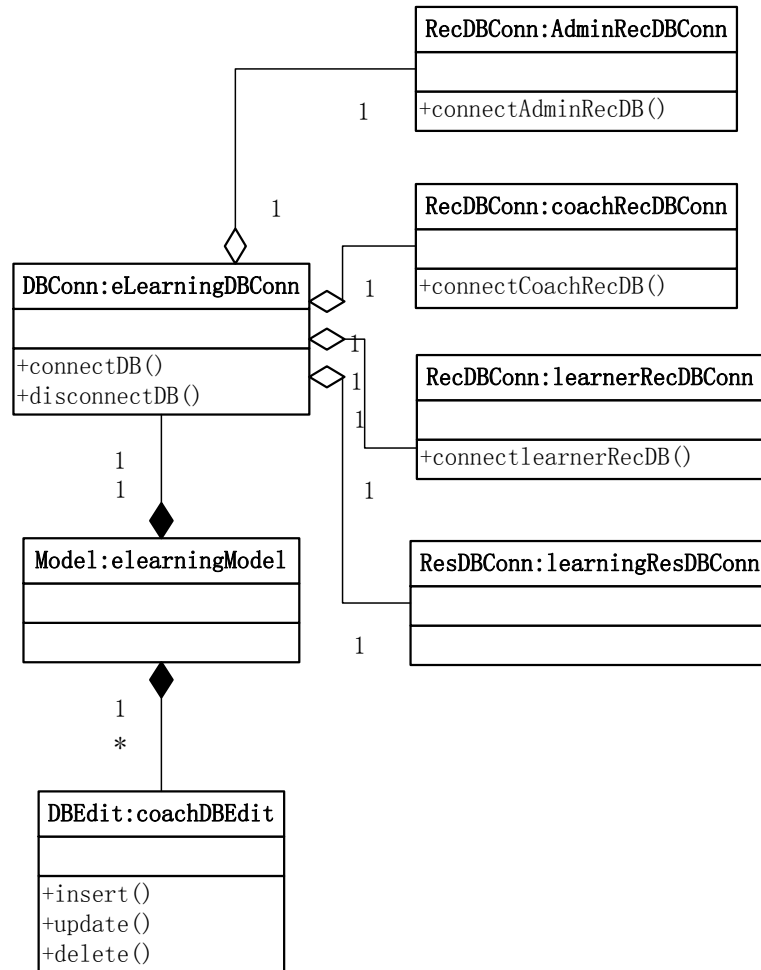 RecDBConn:AdminRecDBConn
+connectAdminRecDB()
1
1
RecDBConn:coachRecDBConn
+connectCoachRecDB()
1
DBConn:eLearningDBConn
+connectDB()
+disconnectDB()
1
1
1
RecDBConn:learnerRecDBConn
+connectlearnerRecDB()
1
1
1
Model:elearningModel
ResDBConn:learningResDBConn
1
1
*
DBEdit:coachDBEdit
+insert()
+update()
+delete()